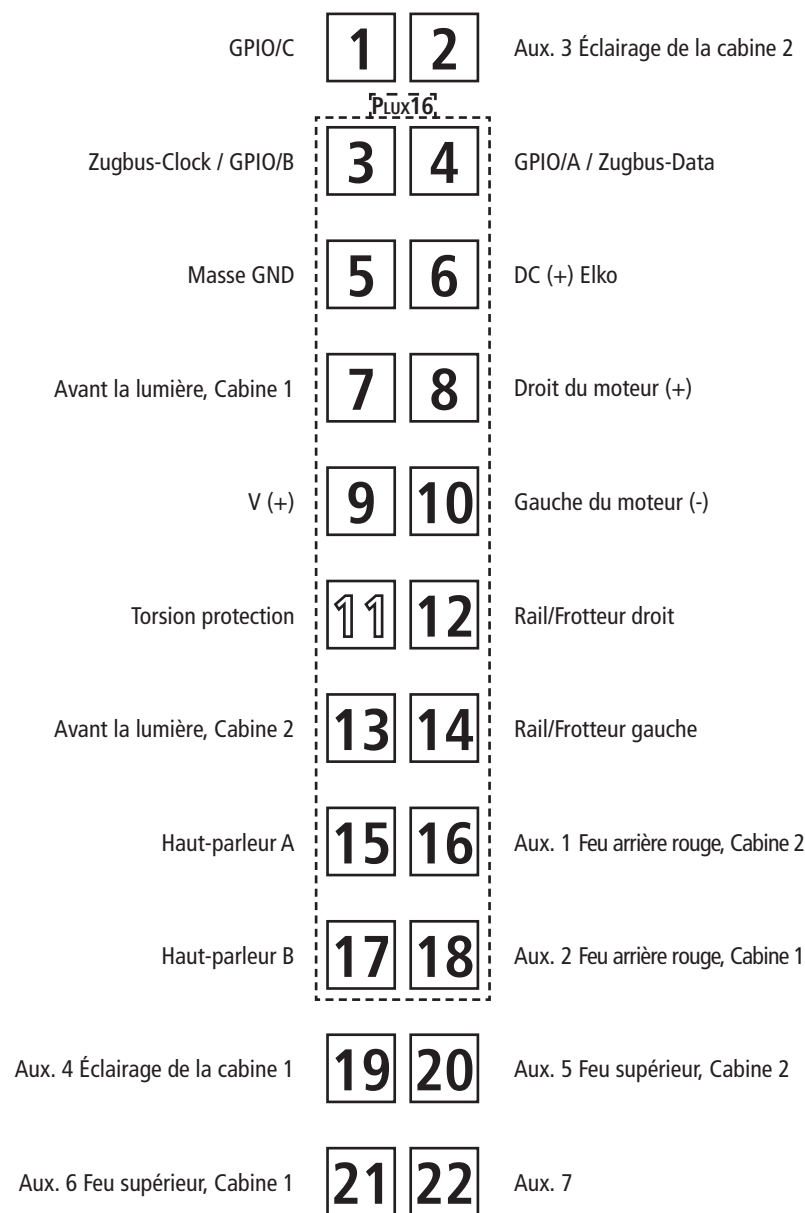 GPIO/C 1 2 Aux. 3 Éclairage de la cabine 2
PLUX16
Zugbus-Clock / GPIO/B 3 4 GPIO/A / Zugbus-Data
Masse GND 5 6 DC (+) Elko
Avant la lumière, Cabine 1 7 8 Droit du moteur (+)
V (+) 9 10 Gauche du moteur (-)
Torsion protection 11 12 Rail/Frotteur droit
Avant la lumière, Cabine 2 13 14 Rail/Frotteur gauche
Haut-parleur A 15 16 Aux. 1 Feu arrière rouge, Cabine 2
Haut-parleur B 17 18 Aux. 2 Feu arrière rouge, Cabine 1
Aux. 4 Éclairage de la cabine 1 19 20 Aux. 5 Feu supérieur, Cabine 2
Aux. 6 Feu supérieur, Cabine 1 21 22 Aux. 7